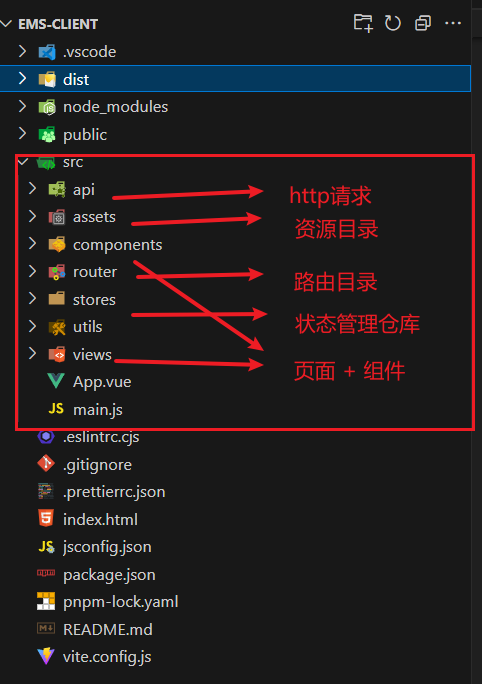 EMS-CLIENT
.vscode
dist
node_modules
public
src
api
http请求
assets
资源目录
components
router
路由目录
stores
状态管理仓库
utils
views
页面 + 组件
App.vue
JS main.js
.eslintrc.cjs
.gitignore
.prettierrc.json
index.html
JS jsconfig.json
package.json
pnpm-lock.yaml
README.md
vite.config.js